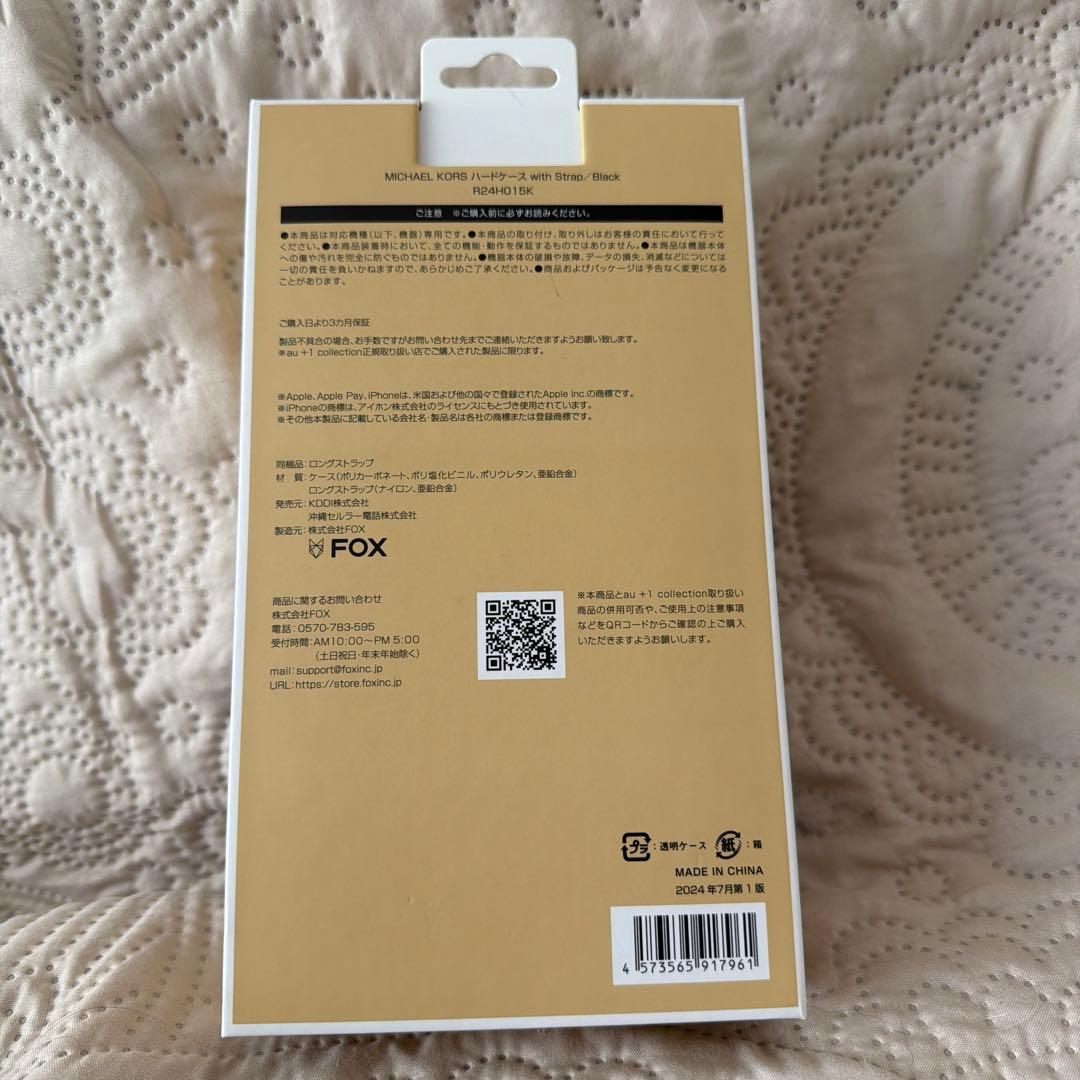 MICHAEL KORS ハードケース with Strap／Black
R24H015K
ご注意　※ご購入前に必ずお読みください。
●本商品は対応機種(以下、機器)専用です。●本商品の取り付け、取り外しはお客様の責任において行って
ください。●本商品装着時において、全ての機能・動作を保証するものではありません。●本商品は機器本体
への傷や汚れを完全に防ぐものではありません。●機器本体の破損や故障、データの損失、消滅などについては
一切の責任を負いかねますので、あらかじめご了承ください。●商品およびパッケージは予告なく変更になる
ことがあります。
ご購入日より3カ月保証
製品不具合の場合、お手数ですがお問い合わせ先までご連絡いただきますようお願い致します。
※au +1 collection正規取り扱い店でご購入された製品に限ります。
※Apple、Apple Pay、iPhoneは、米国および他の国々で登録されたApple Inc.の商標です。
※iPhoneの商標は、アイホン株式会社のライセンスにもとづき使用されています。
※その他本製品に記載している会社名・製品名は各社の商標または登録商標です。
同梱品：ロングストラップ
材　質：ケース(ポリカーボネート、ポリ塩化ビニル、ポリウレタン、亜鉛合金)
ロングストラップ(ナイロン、亜鉛合金)
発売元：KDDI株式会社
沖縄セルラー電話株式会社
製造元：株式会社FOX
FOX
商品に関するお問い合わせ
株式会社FOX
電話：0570-783-595
受付時間：AM10:00〜PM 5:00
(土日祝日・年末年始除く)
mail：support@foxinc.jp
URL：https://store.foxinc.jp
※本商品とau +1 collection取り扱い
商品の併用可否や、ご使用上の注意事項
などをQRコードからご確認の上ご購入
いただきますようお願いします。
プラ：透明ケース 紙：箱
MADE IN CHINA
2024年7月第1版
4 573565 917961